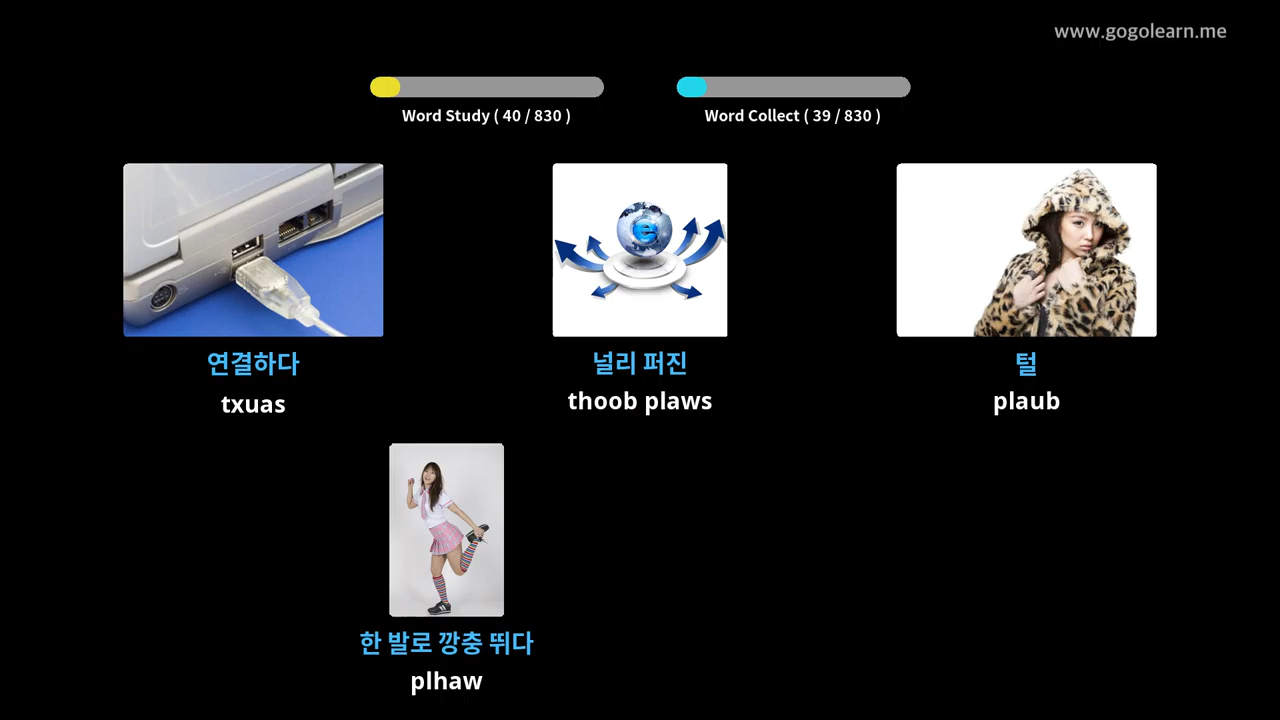 www.gogolearn.me
Word Study ( 40 / 830 )
Word Collect ( 39 / 830 )
연결하다
txuas
널리 퍼진
thoob plaws
털
plaub
한 발로 깡충 뛰다
plhaw